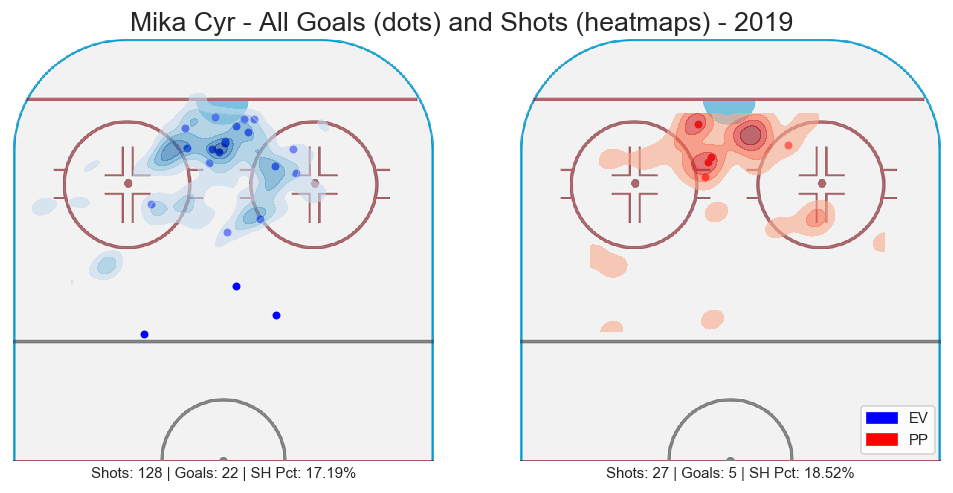 Mika Cyr - All Goals (dots) and Shots (heatmaps) - 2019
EV
PP
Shots: 128 | Goals: 22 | SH Pct: 17.19%
Shots: 27 | Goals: 5 | SH Pct: 18.52%